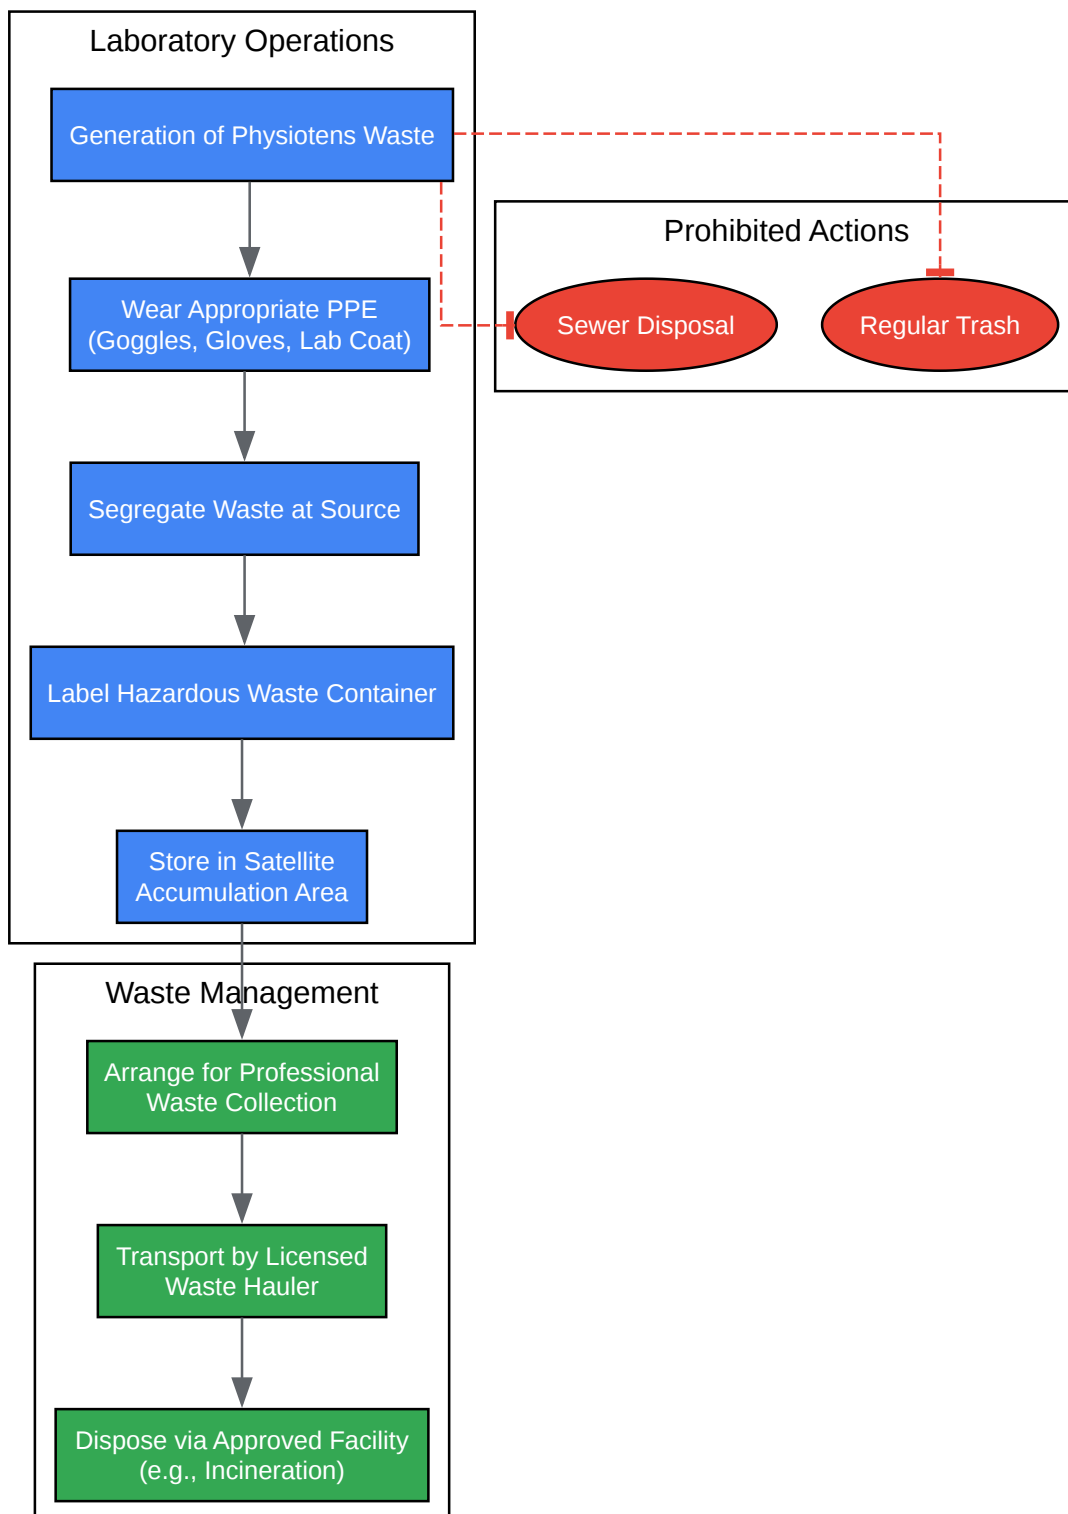 Laboratory Operations
Generation of Physiotens Waste
Prohibited Actions
Wear Appropriate PPE
(Goggles, Gloves, Lab Coat)
Sewer Disposal
Regular Trash
Segregate Waste at Source
Label Hazardous Waste Container
Store in Satellite
Accumulation Area
Waste Management
Arrange for Professional
Waste Collection
Transport by Licensed
Waste Hauler
Dispose via Approved Facility
(e.g., Incineration)